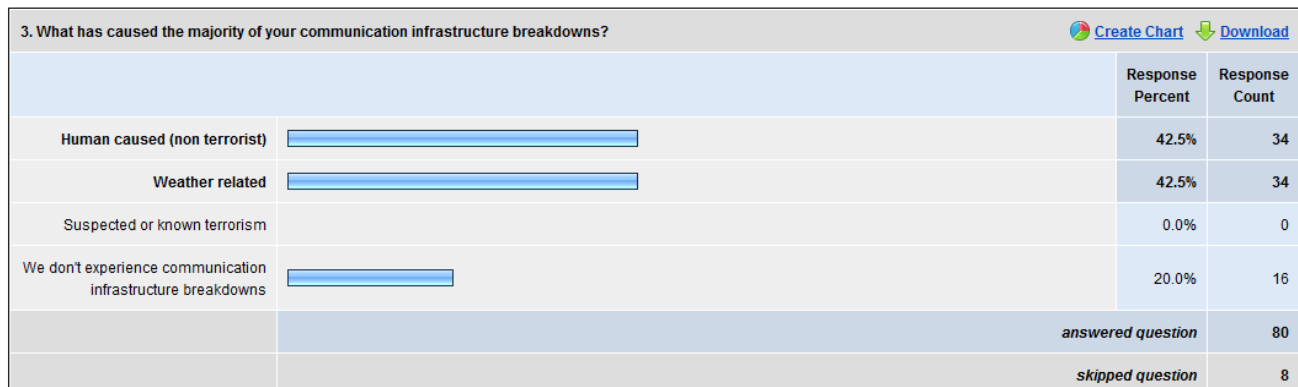 3. What has caused the majority of your communication infrastructure breakdowns? Create Chart Download
Response Percent Response Count
Human caused (non terrorist) 42.5% 34
Weather related 42.5% 34
Suspected or known terrorism 0.0% 0
We don't experience communication
infrastructure breakdowns 20.0% 16
answered question 80
skipped question 8